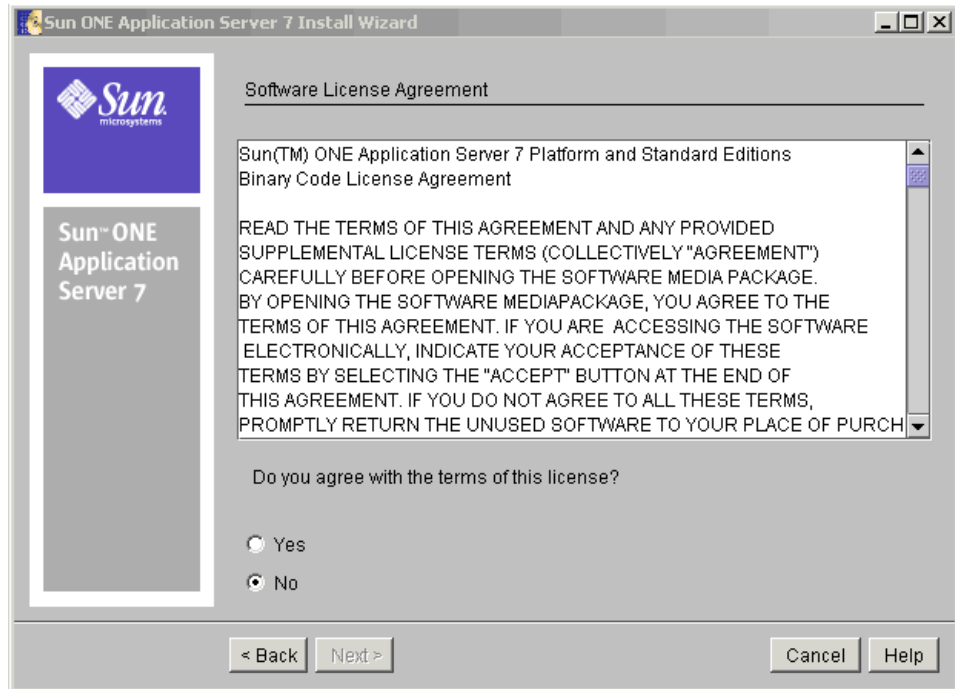 Sun ONE Application Server 7 Install Wizard
Sun
microsystems
Sun™ ONE
Application
Server 7
Software License Agreement
Sun(TM) ONE Application Server 7 Platform and Standard Editions
Binary Code License Agreement
READ THE TERMS OF THIS AGREEMENT AND ANY PROVIDED
SUPPLEMENTAL LICENSE TERMS (COLLECTIVELY "AGREEMENT")
CAREFULLY BEFORE OPENING THE SOFTWARE MEDIA PACKAGE.
BY OPENING THE SOFTWARE MEDIAPACKAGE, YOU AGREE TO THE
TERMS OF THIS AGREEMENT. IF YOU ARE  ACCESSING THE SOFTWARE
ELECTRONICALLY, INDICATE YOUR ACCEPTANCE OF THESE
TERMS BY SELECTING THE "ACCEPT" BUTTON AT THE END OF
THIS AGREEMENT. IF YOU DO NOT AGREE TO ALL THESE TERMS,
PROMPTLY RETURN THE UNUSED SOFTWARE TO YOUR PLACE OF PURCH
Do you agree with the terms of this license?
Yes
No
< Back
Next >
Cancel
Help